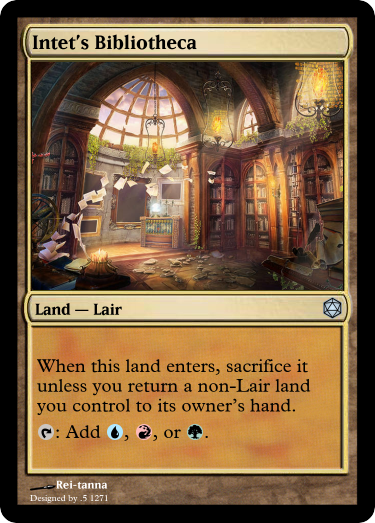 Intet's Bibliotheca
Land — Lair
When this land enters, sacrifice it
unless you return a non-Lair land
you control to its owner's hand.
: Add , , or .
Rei-tanna
Designed by .5 1271